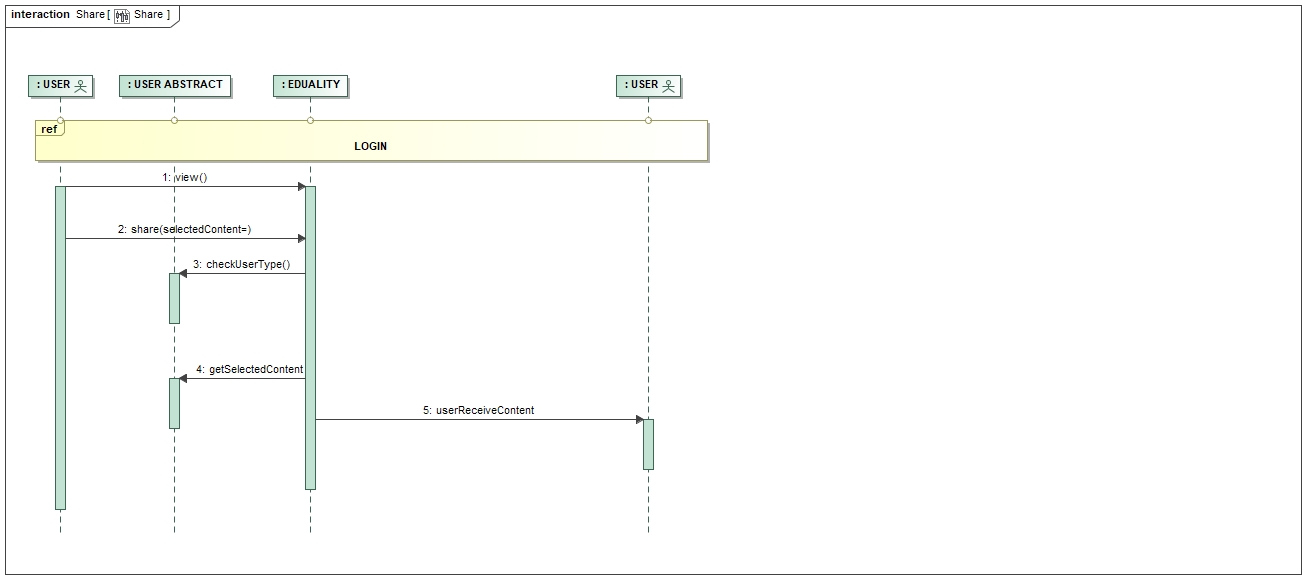 interaction Share [ Share ]
: USER : USER ABSTRACT : EDUALITY : USER
ref
LOGIN
1: view()
2: share(selectedContent=)
3: checkUserType()
4: getSelectedContent
5: userReceiveContent